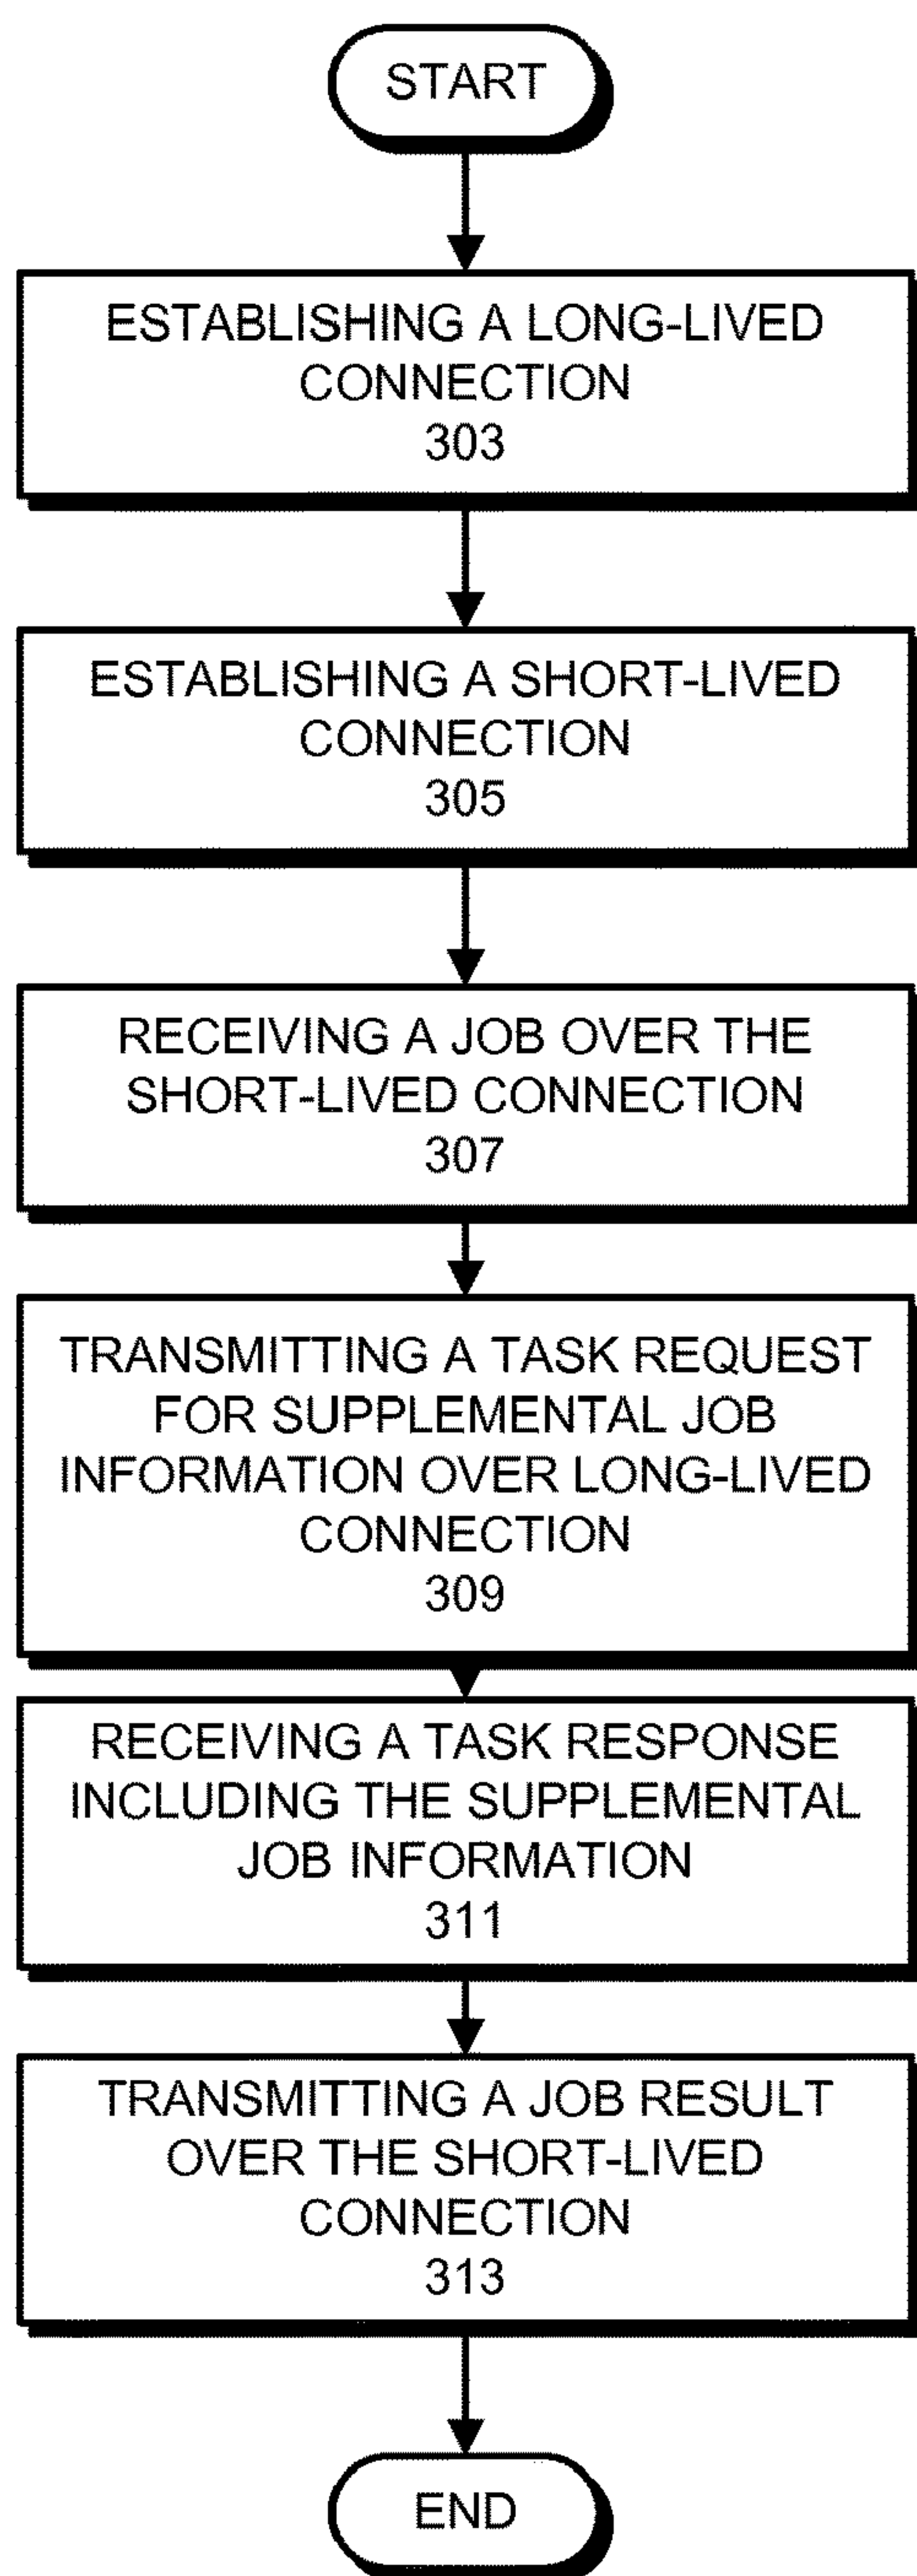 START
ESTABLISHING A LONG-LIVED
CONNECTION
303
ESTABLISHING A SHORT-LIVED
CONNECTION
305
RECEIVING A JOB OVER THE
SHORT-LIVED CONNECTION
307
TRANSMITTING A TASK REQUEST
FOR SUPPLEMENTAL JOB
INFORMATION OVER LONG-LIVED
CONNECTION
309
RECEIVING A TASK RESPONSE
INCLUDING THE SUPPLEMENTAL
JOB INFORMATION
311
TRANSMITTING A JOB RESULT
OVER THE SHORT-LIVED
CONNECTION
313
END